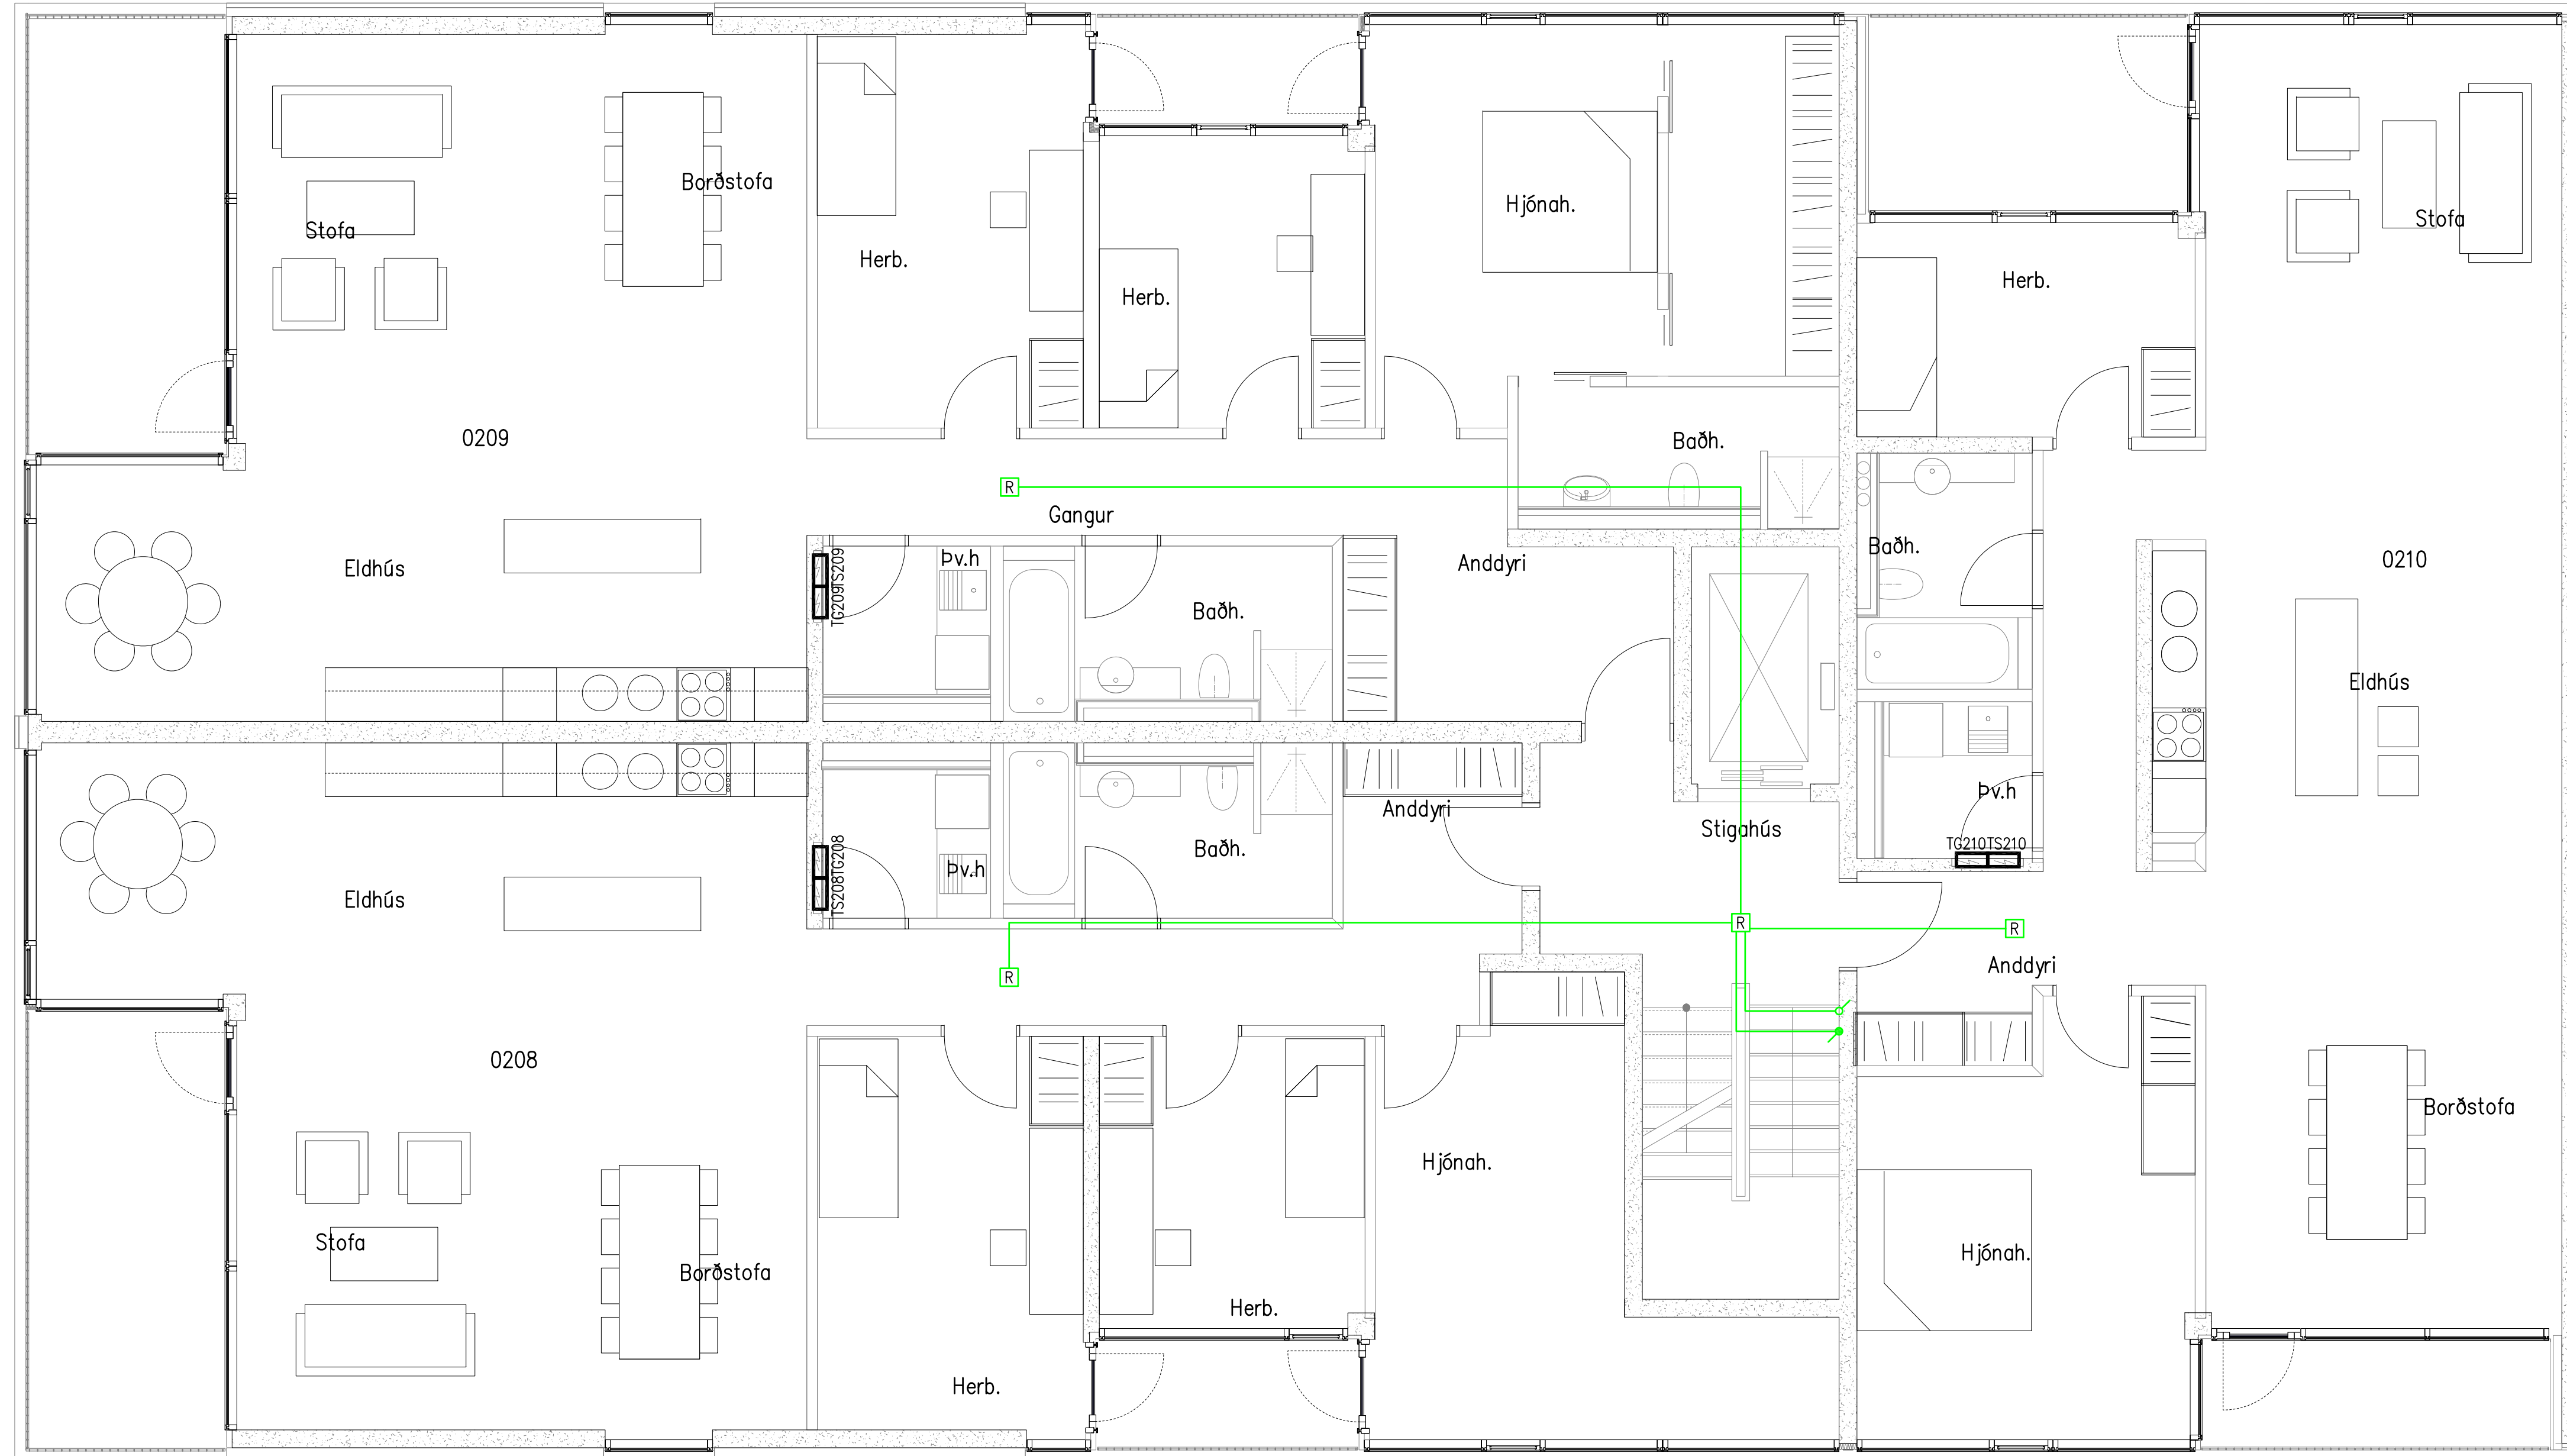 Borðstofa
Stofa
Hjónah.
Stofa
Herb.
Herb.
Herb.
0209
Baðh.
R
Gangur
Eldhús
TG209TS209
Þv.h
Baðh.
Anddyri
Baðh.
0210
Eldhús
Þv.h
TG210TS210
Anddyri
Stigahús
Eldhús
TS208TG208
Þv.h
Baðh.
R
R
R
Anddyri
0208
Borðstofa
Hjónah.
Stofa
Borðstofa
Hjónah.
Herb.
Herb.